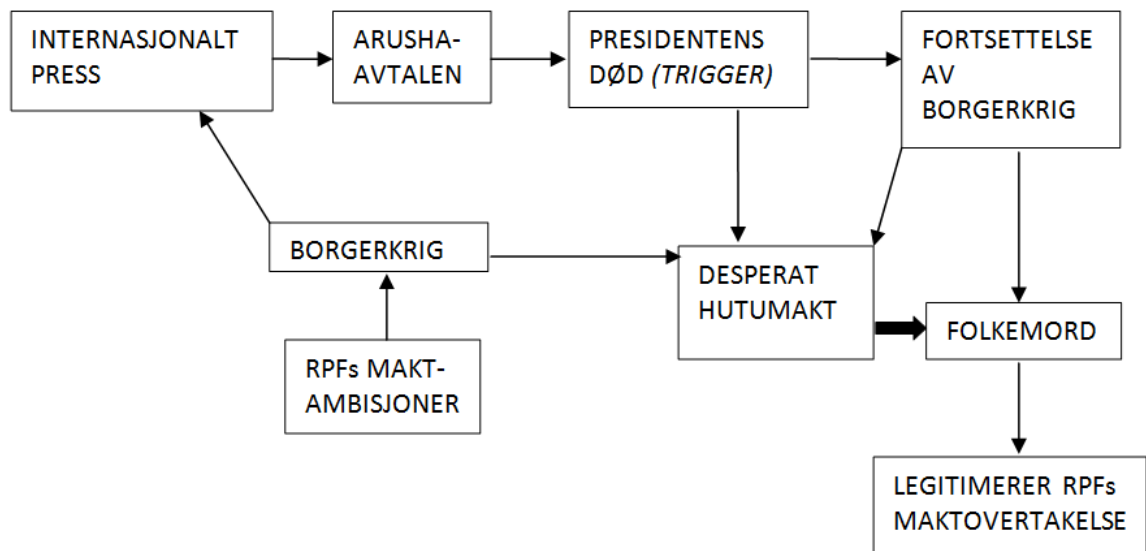 INTERNASJONALT
PRESS
ARUSHA-
AVTALEN
PRESIDENTENS
DØD (TRIGGER)
FORTSETTELSE
AV
BORGERKRIG
BORGERKRIG
DESPERAT
HUTUMAKT
FOLKEMORD
RPFs MAKT-
AMBISJONER
LEGITIMERER RPFs
MAKTOVERTAKELSE